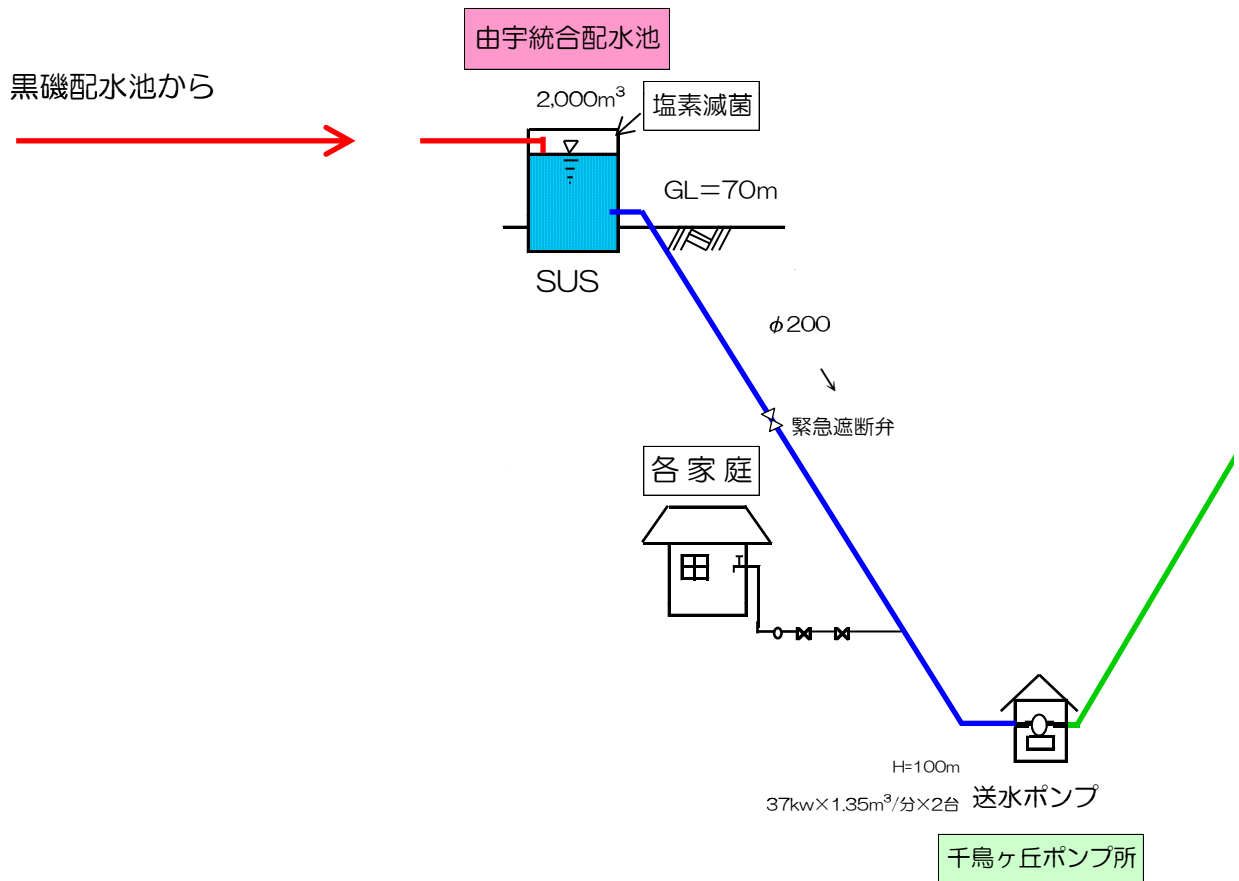 由宇統合配水池
黒磯配水池から
2,000m³
塩素滅菌
GL=70m
SUS
φ200
緊急遮断弁
各家庭
H=100m
37kw×1.35m³/分×2台
送水ポンプ
千鳥ヶ丘ポンプ所